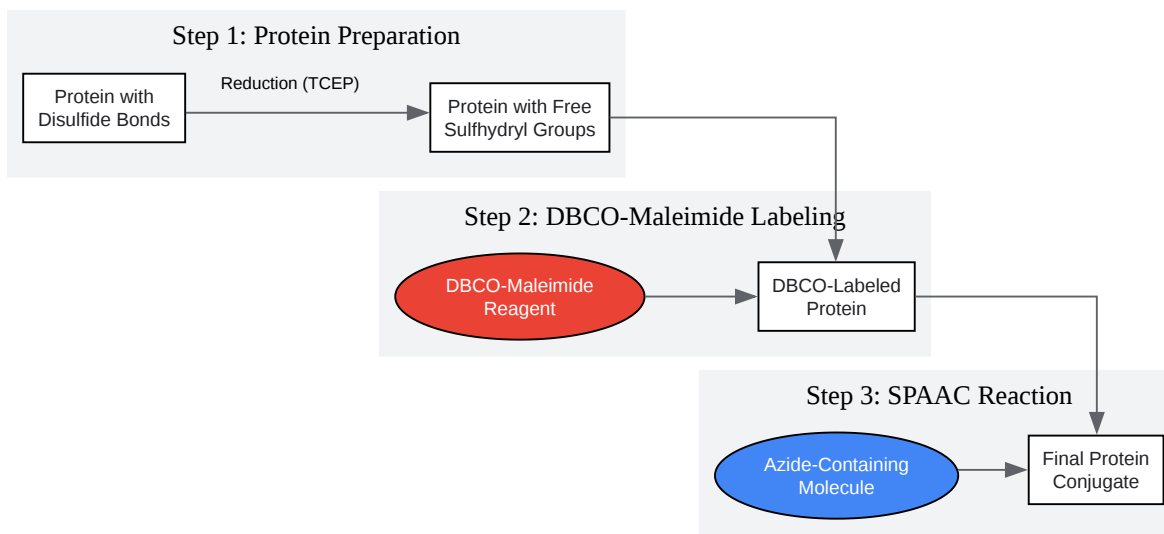 Step 1: Protein Preparation
Protein with
Disulfide Bonds
Reduction (TCEP)
Protein with Free
Sulfhydryl Groups
Step 2: DBCO-Maleimide Labeling
DBCO-Maleimide
Reagent
DBCO-Labeled
Protein
Step 3: SPAAC Reaction
Azide-Containing
Molecule
Final Protein
Conjugate